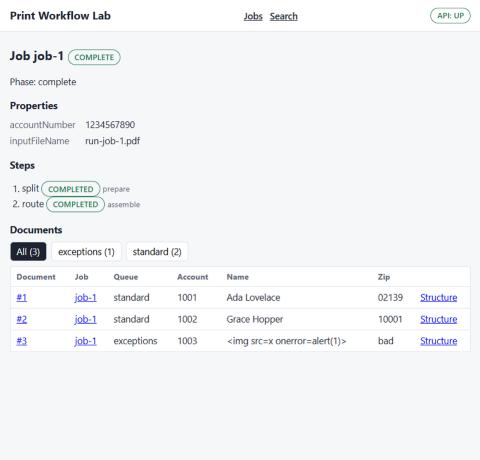 Print Workflow Lab Jobs Search API: UP
Job job-1 COMPLETE
Phase: complete
Properties
accountNumber 1234567890
inputFileName run-job-1.pdf
Steps
1. split COMPLETED prepare
2. route COMPLETED assemble
Documents
All (3) exceptions (1) standard (2)
Document Job Queue Account Name Zip
#1 job-1 standard 1001 Ada Lovelace 02139 Structure
#2 job-1 standard 1002 Grace Hopper 10001 Structure
#3 job-1 exceptions 1003 <img src=x onerror=alert(1)> bad Structure